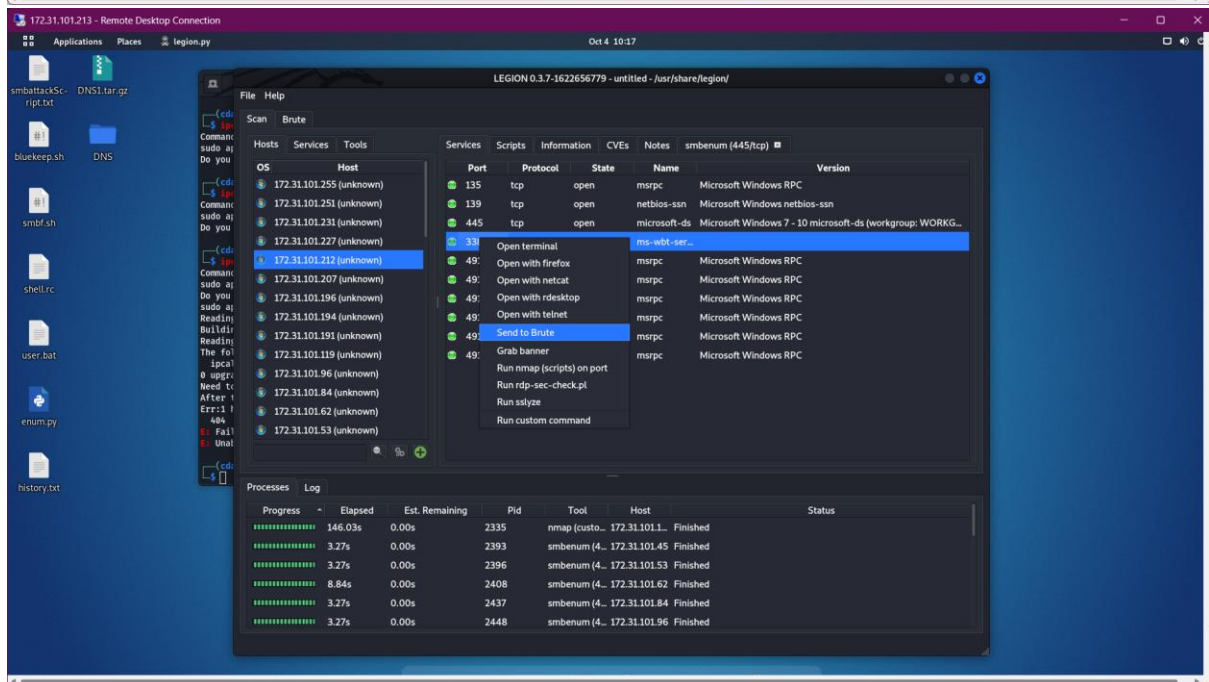 172.31.101.213 - Remote Desktop Connection
Applications Places legion.py Oct 4 10:17
smbattackSc-
ript.txt
DNS1.tar.gz
bluekeep.sh
DNS
smbf.sh
shell.rc
user.bat
enum.py
history.txt
LEGION 0.3.7-1622656779 - untitled - /usr/share/legion/
File Help
Scan Brute
Hosts Services Tools
OS Host
172.31.101.255 (unknown)
172.31.101.251 (unknown)
172.31.101.231 (unknown)
172.31.101.227 (unknown)
172.31.101.212 (unknown)
172.31.101.207 (unknown)
172.31.101.196 (unknown)
172.31.101.194 (unknown)
172.31.101.191 (unknown)
172.31.101.119 (unknown)
172.31.101.96 (unknown)
172.31.101.84 (unknown)
172.31.101.62 (unknown)
172.31.101.53 (unknown)
Services Scripts Information CVEs Notes smbenum (445/tcp)
Port Protocol State Name Version
135 tcp open msrpc Microsoft Windows RPC
139 tcp open netbios-ssn Microsoft Windows netbios-ssn
445 tcp open microsoft-ds Microsoft Windows 7 - 10 microsoft-ds (workgroup: WORKG...
ms-wbt-ser...
msrpc Microsoft Windows RPC
msrpc Microsoft Windows RPC
msrpc Microsoft Windows RPC
msrpc Microsoft Windows RPC
msrpc Microsoft Windows RPC
msrpc Microsoft Windows RPC
Open terminal
Open with firefox
Open with netcat
Open with rdesktop
Open with telnet
Send to Brute
Grab banner
Run nmap (scripts) on port
Run rdp-sec-check.pl
Run sslyze
Run custom command
Processes Log
Progress Elapsed Est. Remaining Pid Tool Host Status
146.03s 0.00s 2335 nmap (custo... 172.31.101.1... Finished
3.27s 0.00s 2393 smbenum (4... 172.31.101.45 Finished
3.27s 0.00s 2396 smbenum (4... 172.31.101.53 Finished
8.84s 0.00s 2408 smbenum (4... 172.31.101.62 Finished
3.27s 0.00s 2437 smbenum (4... 172.31.101.84 Finished
3.27s 0.00s 2448 smbenum (4... 172.31.101.96 Finished